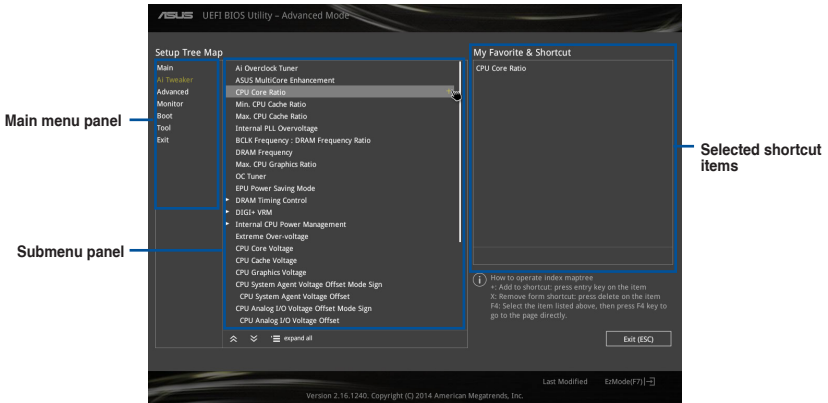 ASUS UEFI BIOS Utility – Advanced Mode
Setup Tree Map
Main
Ai Tweaker
Advanced
Monitor
Boot
Tool
Exit
Ai Overclock Tuner
ASUS MultiCore Enhancement
CPU Core Ratio
Min. CPU Cache Ratio
Max. CPU Cache Ratio
Internal PLL Overvoltage
BCLK Frequency : DRAM Frequency Ratio
DRAM Frequency
Max. CPU Graphics Ratio
OC Tuner
EPU Power Saving Mode
DRAM Timing Control
DIGI+ VRM
Internal CPU Power Management
Extreme Over-voltage
CPU Core Voltage
CPU Cache Voltage
CPU Graphics Voltage
CPU System Agent Voltage Offset Mode Sign
CPU System Agent Voltage Offset
CPU Analog I/O Voltage Offset Mode Sign
CPU Analog I/O Voltage Offset
expand all
My Favorite & Shortcut
CPU Core Ratio
How to operate index maptree
+: Add to shortcut: press entry key on the item
X: Remove form shortcut: press delete on the item
F4: Select the item listed above, then press F4 key to
go to the page directly.
Exit (ESC)
Last Modified EzMode(F7)
Version 2.16.1240. Copyright (C) 2014 American Megatrends, Inc.
Main menu panel
Submenu panel
Selected shortcut
items